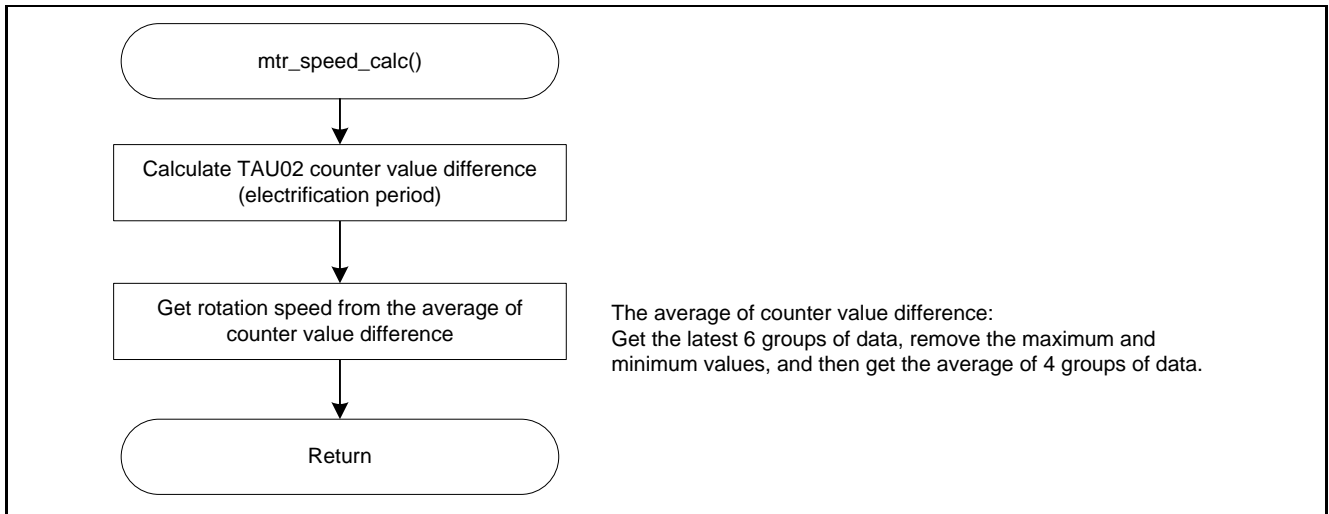 mtr_speed_calc()
Calculate TAU02 counter value difference
(electrification period)
Get rotation speed from the average of
counter value difference
The average of counter value difference:
Get the latest 6 groups of data, remove the maximum and
minimum values, and then get the average of 4 groups of data.
Return